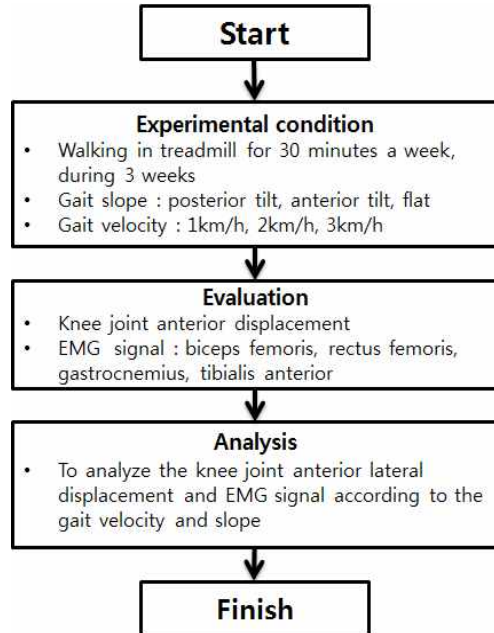 Start
Experimental condition
• Walking in treadmill for 30 minutes a week,
during 3 weeks
• Gait slope : posterior tilt, anterior tilt, flat
• Gait velocity : 1km/h, 2km/h, 3km/h
Evaluation
• Knee joint anterior displacement
• EMG signal : biceps femoris, rectus femoris,
gastrocnemius, tibialis anterior
Analysis
• To analyze the knee joint anterior lateral
displacement and EMG signal according to the
gait velocity and slope
Finish